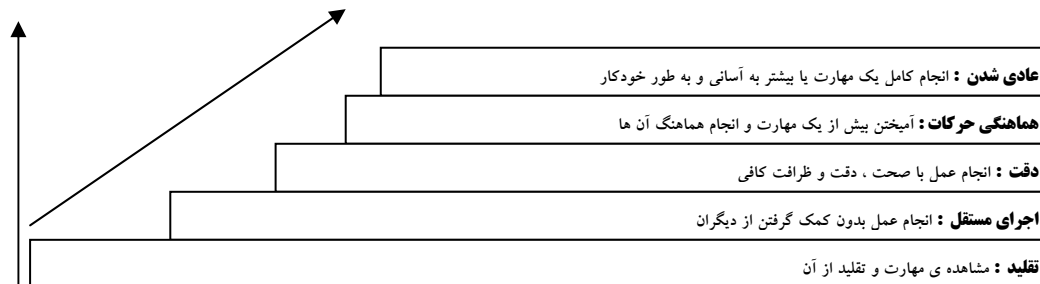 عادی شدن : انجام کامل یک مهارت یا بیشتر به آسانی و به طور خودکار
هماهنگی حرکات : آمیختن بیش از یک مهارت و انجام هماهنگ آن ها
دقت : انجام عمل با صحت ، دقت و ظرافت کافی
اجرای مستقل : انجام عمل بدون کمک گرفتن از دیگران
تقلید : مشاهده ی مهارت و تقلید از آن